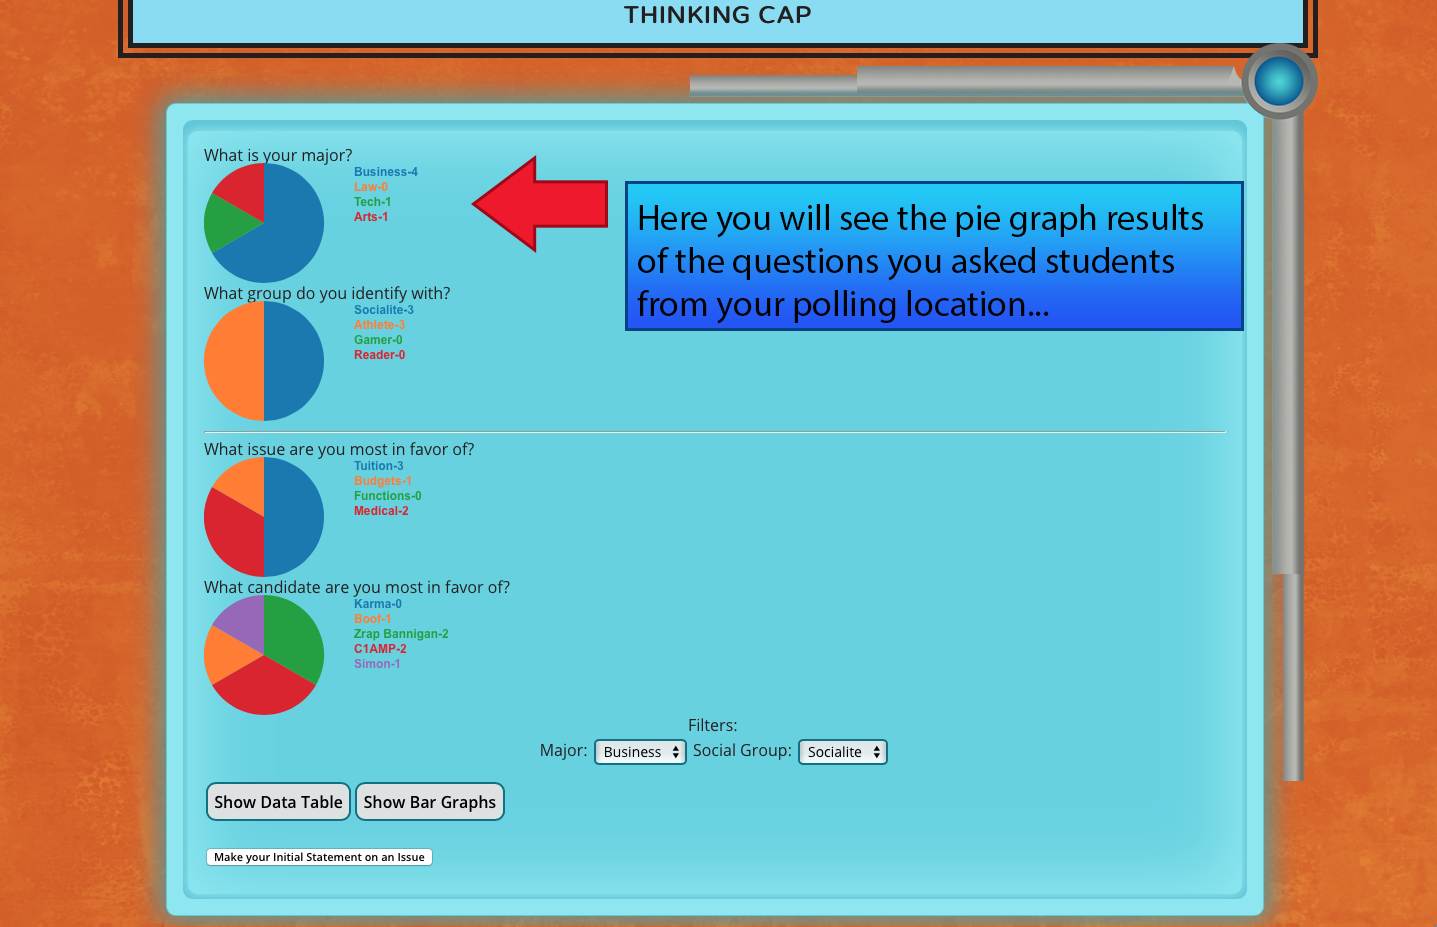 THINKING CAP
What is your major?
Business-4
Law-0
Tech-1
Arts-1
Here you will see the pie graph results
of the questions you asked students
from your polling location...
What group do you identify with?
Socialite-3
Athlete-3
Gamer-0
Reader-0
What issue are you most in favor of?
Tuition-3
Budgets-1
Functions-0
Medical-2
What candidate are you most in favor of?
Karma-0
Boof-1
Zrap Bannigan-2
C1AMP-2
Simon-1
Filters:
Major: Business Social Group: Socialite
Show Data Table Show Bar Graphs
Make your Initial Statement on an Issue